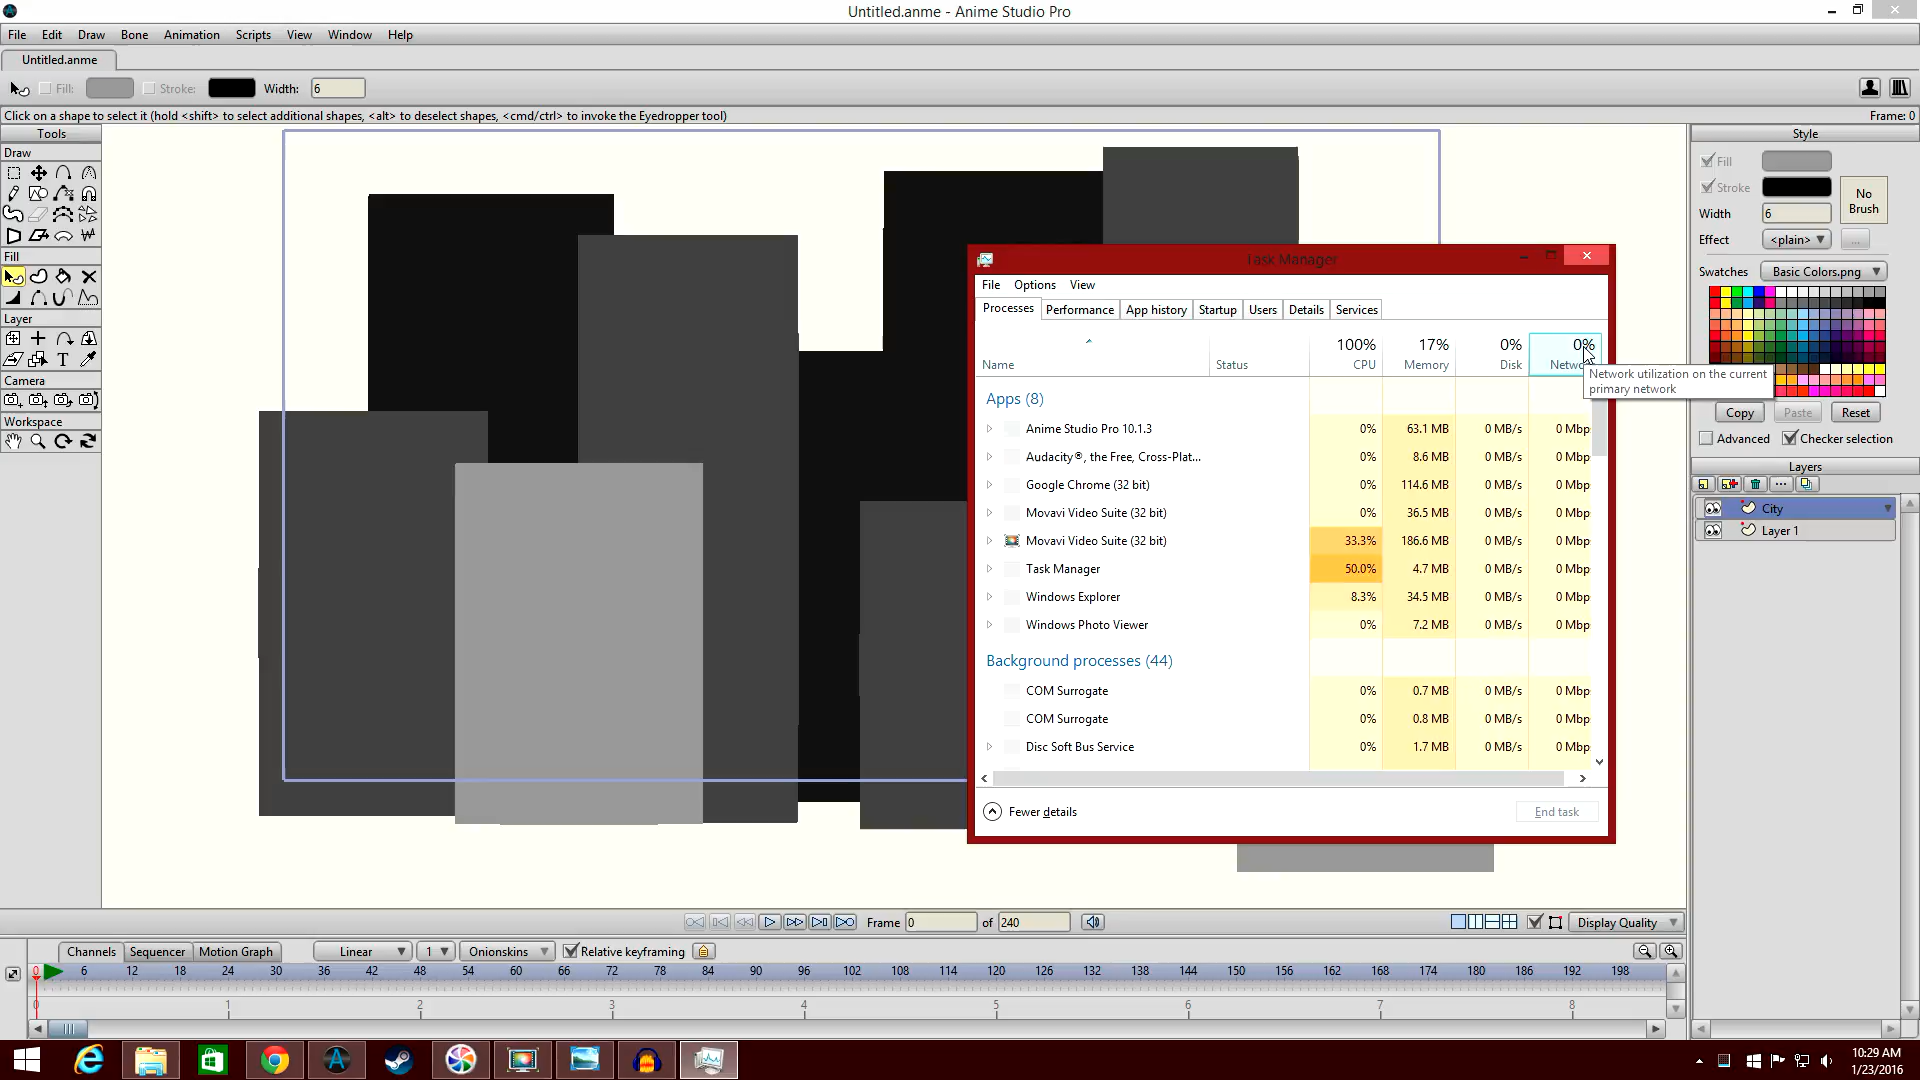 Untitled.anme - Anime Studio Pro
File Edit Draw Bone Animation Scripts View Window Help
Untitled.anme
Fill: Stroke: Width: 6
Click on a shape to select it (hold <shift> to select additional shapes, <alt> to deselect shapes, <cmd/ctrl> to invoke the Eyedropper tool)
Frame: 0
Tools
Draw
Fill
Layer
Camera
Workspace
Style
Fill
Stroke
No
Brush
Width 6
Effect <plain> ...
Swatches Basic Colors.png
Copy Paste Reset
Advanced Checker selection
Layers
City
Layer 1
Task Manager
File Options View
Processes Performance App history Startup Users Details Services
100% 17% 0% 0%
Name Status CPU Memory Disk Netwo
Network utilization on the current
primary network
Apps (8)
Anime Studio Pro 10.1.3 0% 63.1 MB 0 MB/s 0 Mbp
Audacity®, the Free, Cross-Plat... 0% 8.6 MB 0 MB/s 0 Mbp
Google Chrome (32 bit) 0% 114.6 MB 0 MB/s 0 Mbp
Movavi Video Suite (32 bit) 0% 36.5 MB 0 MB/s 0 Mbp
Movavi Video Suite (32 bit) 33.3% 186.6 MB 0 MB/s 0 Mbp
Task Manager 50.0% 4.7 MB 0 MB/s 0 Mbp
Windows Explorer 8.3% 34.5 MB 0 MB/s 0 Mbp
Windows Photo Viewer 0% 7.2 MB 0 MB/s 0 Mbp
Background processes (44)
COM Surrogate 0% 0.7 MB 0 MB/s 0 Mbp
COM Surrogate 0% 0.8 MB 0 MB/s 0 Mbp
Disc Soft Bus Service 0% 1.7 MB 0 MB/s 0 Mbp
Fewer details End task
Frame 0 of 240 Display Quality
Channels Sequencer Motion Graph Linear 1 Onionskins Relative keyframing
0 6 12 18 24 30 36 42 48 54 60 66 72 78 84 90 96 102 108 114 120 126 132 138 144 150 156 162 168 174 180 186 192 198
0 1 2 3 4 5 6 7 8
10:29 AM
1/23/2016